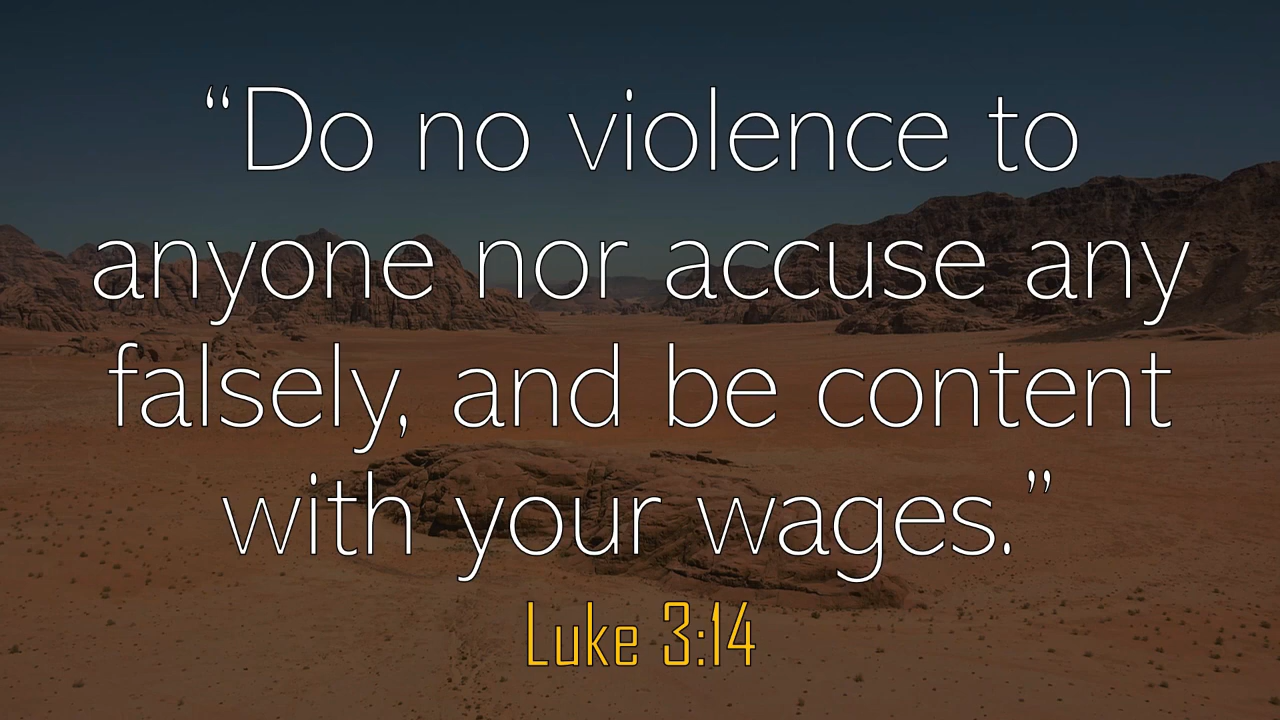 “Do no violence to
anyone nor accuse any
falsely, and be content
with your wages.”
Luke 3:14